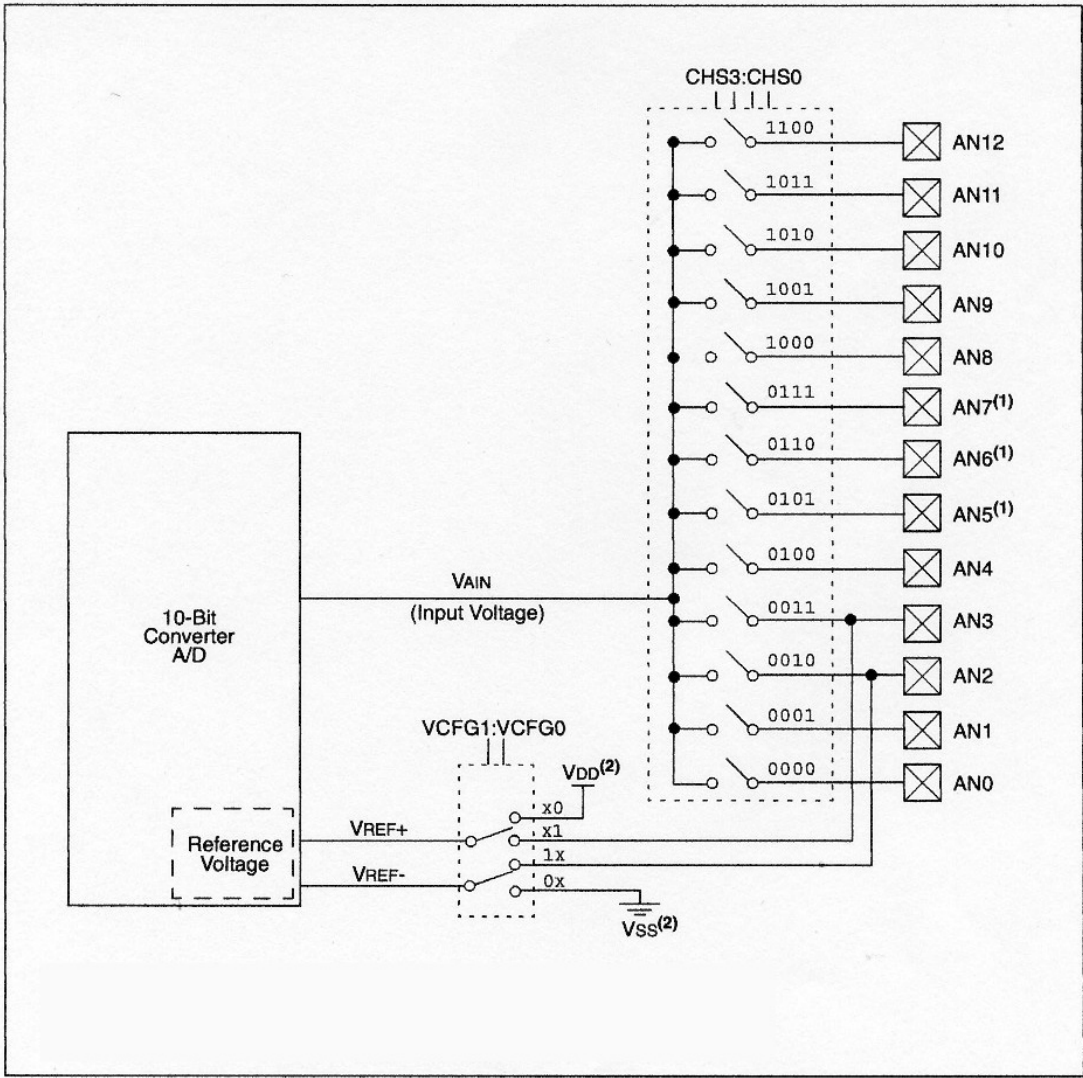 CHS3:CHS0
1100 AN12
1011 AN11
1010 AN10
1001 AN9
1000 AN8
0111 AN7(1)
0110 AN6(1)
0101 AN5(1)
0100 AN4
VAIN
(Input Voltage)
10-Bit
Converter
A/D
0011 AN3
0010 AN2
0001 AN1
0000 AN0
VCFG1:VCFG0
VDD(2)
x0
x1
1x
0x
VREF+
VREF-
Reference
Voltage
VSS(2)